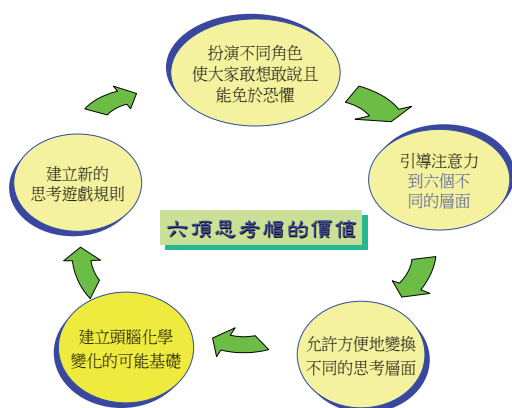 扮演不同角色
使大家敢想敢說且
能免於恐懼
引導注意力
到六個不
同的層面
允許方便地變換
不同的思考層面
建立頭腦化學
變化的可能基礎
建立新的
思考遊戲規則
六項思考帽的價值